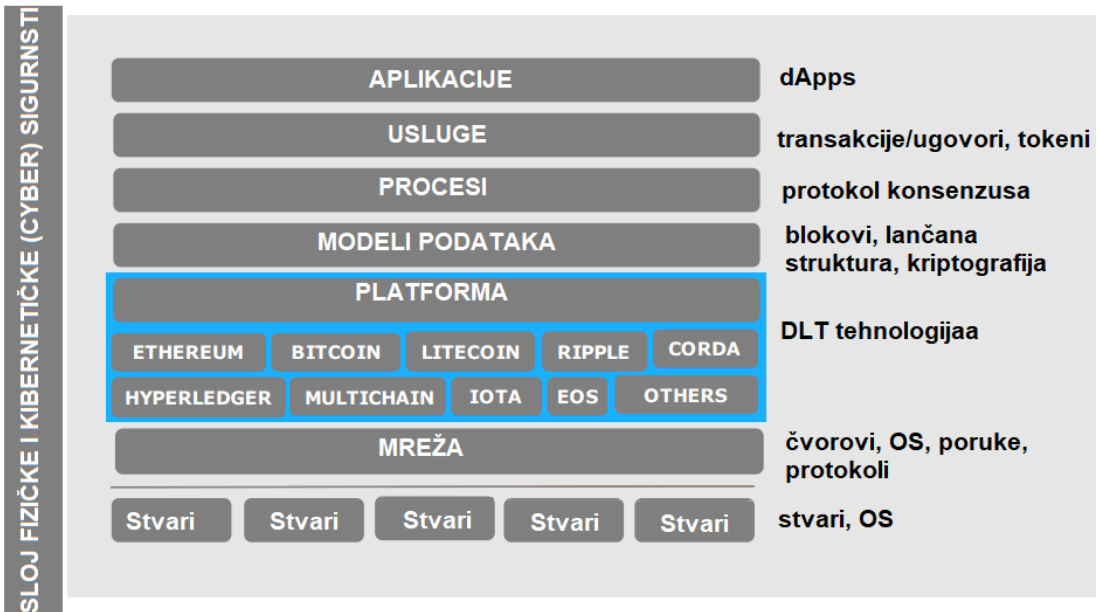 SLOJ FIZIČKE I KIBERNETIČKE (CYBER) SIGURNSTI
APLIKACIJE
dApps
USLUGE
transakcije/ugovori, tokeni
PROCESI
protokol konsenzusa
MODELI PODATAKA
blokovi, lančana
struktura, kriptografija
PLATFORMA
DLT tehnologijaa
ETHEREUM BITCOIN LITECOIN RIPPLE CORDA
HYPERLEDGER MULTICHAIN IOTA EOS OTHERS
MREŽA
čvorovi, OS, poruke,
protokoli
Stvari Stvari Stvari Stvari Stvari
stvari, OS